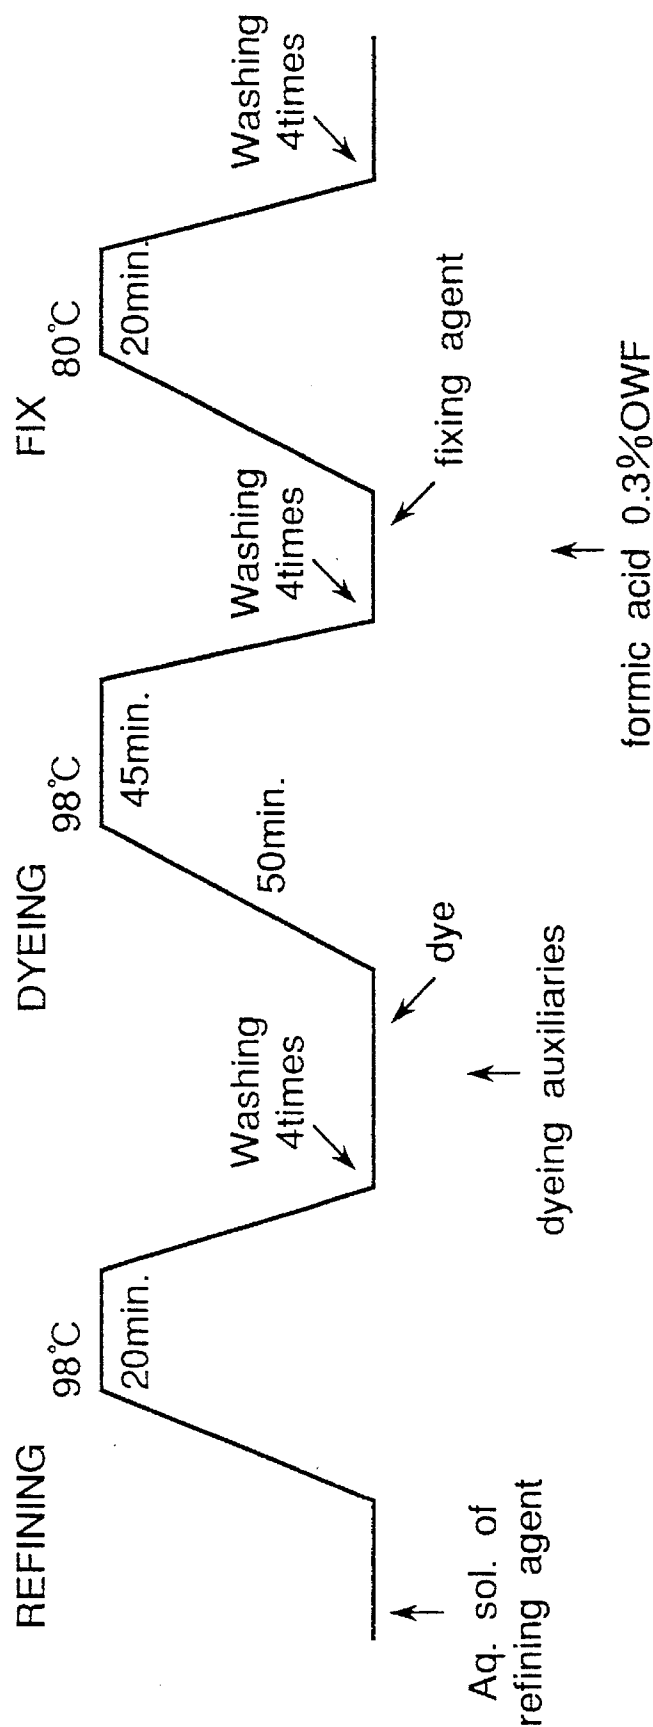 REFINING
98℃
20min.
Aq. sol. of
refining agent
Washing
4times
DYEING
98℃
45min.
50min.
dye
dyeing auxiliaries
Washing
4times
FIX
80℃
20min.
fixing agent
formic acid 0.3%OWF
Washing
4times